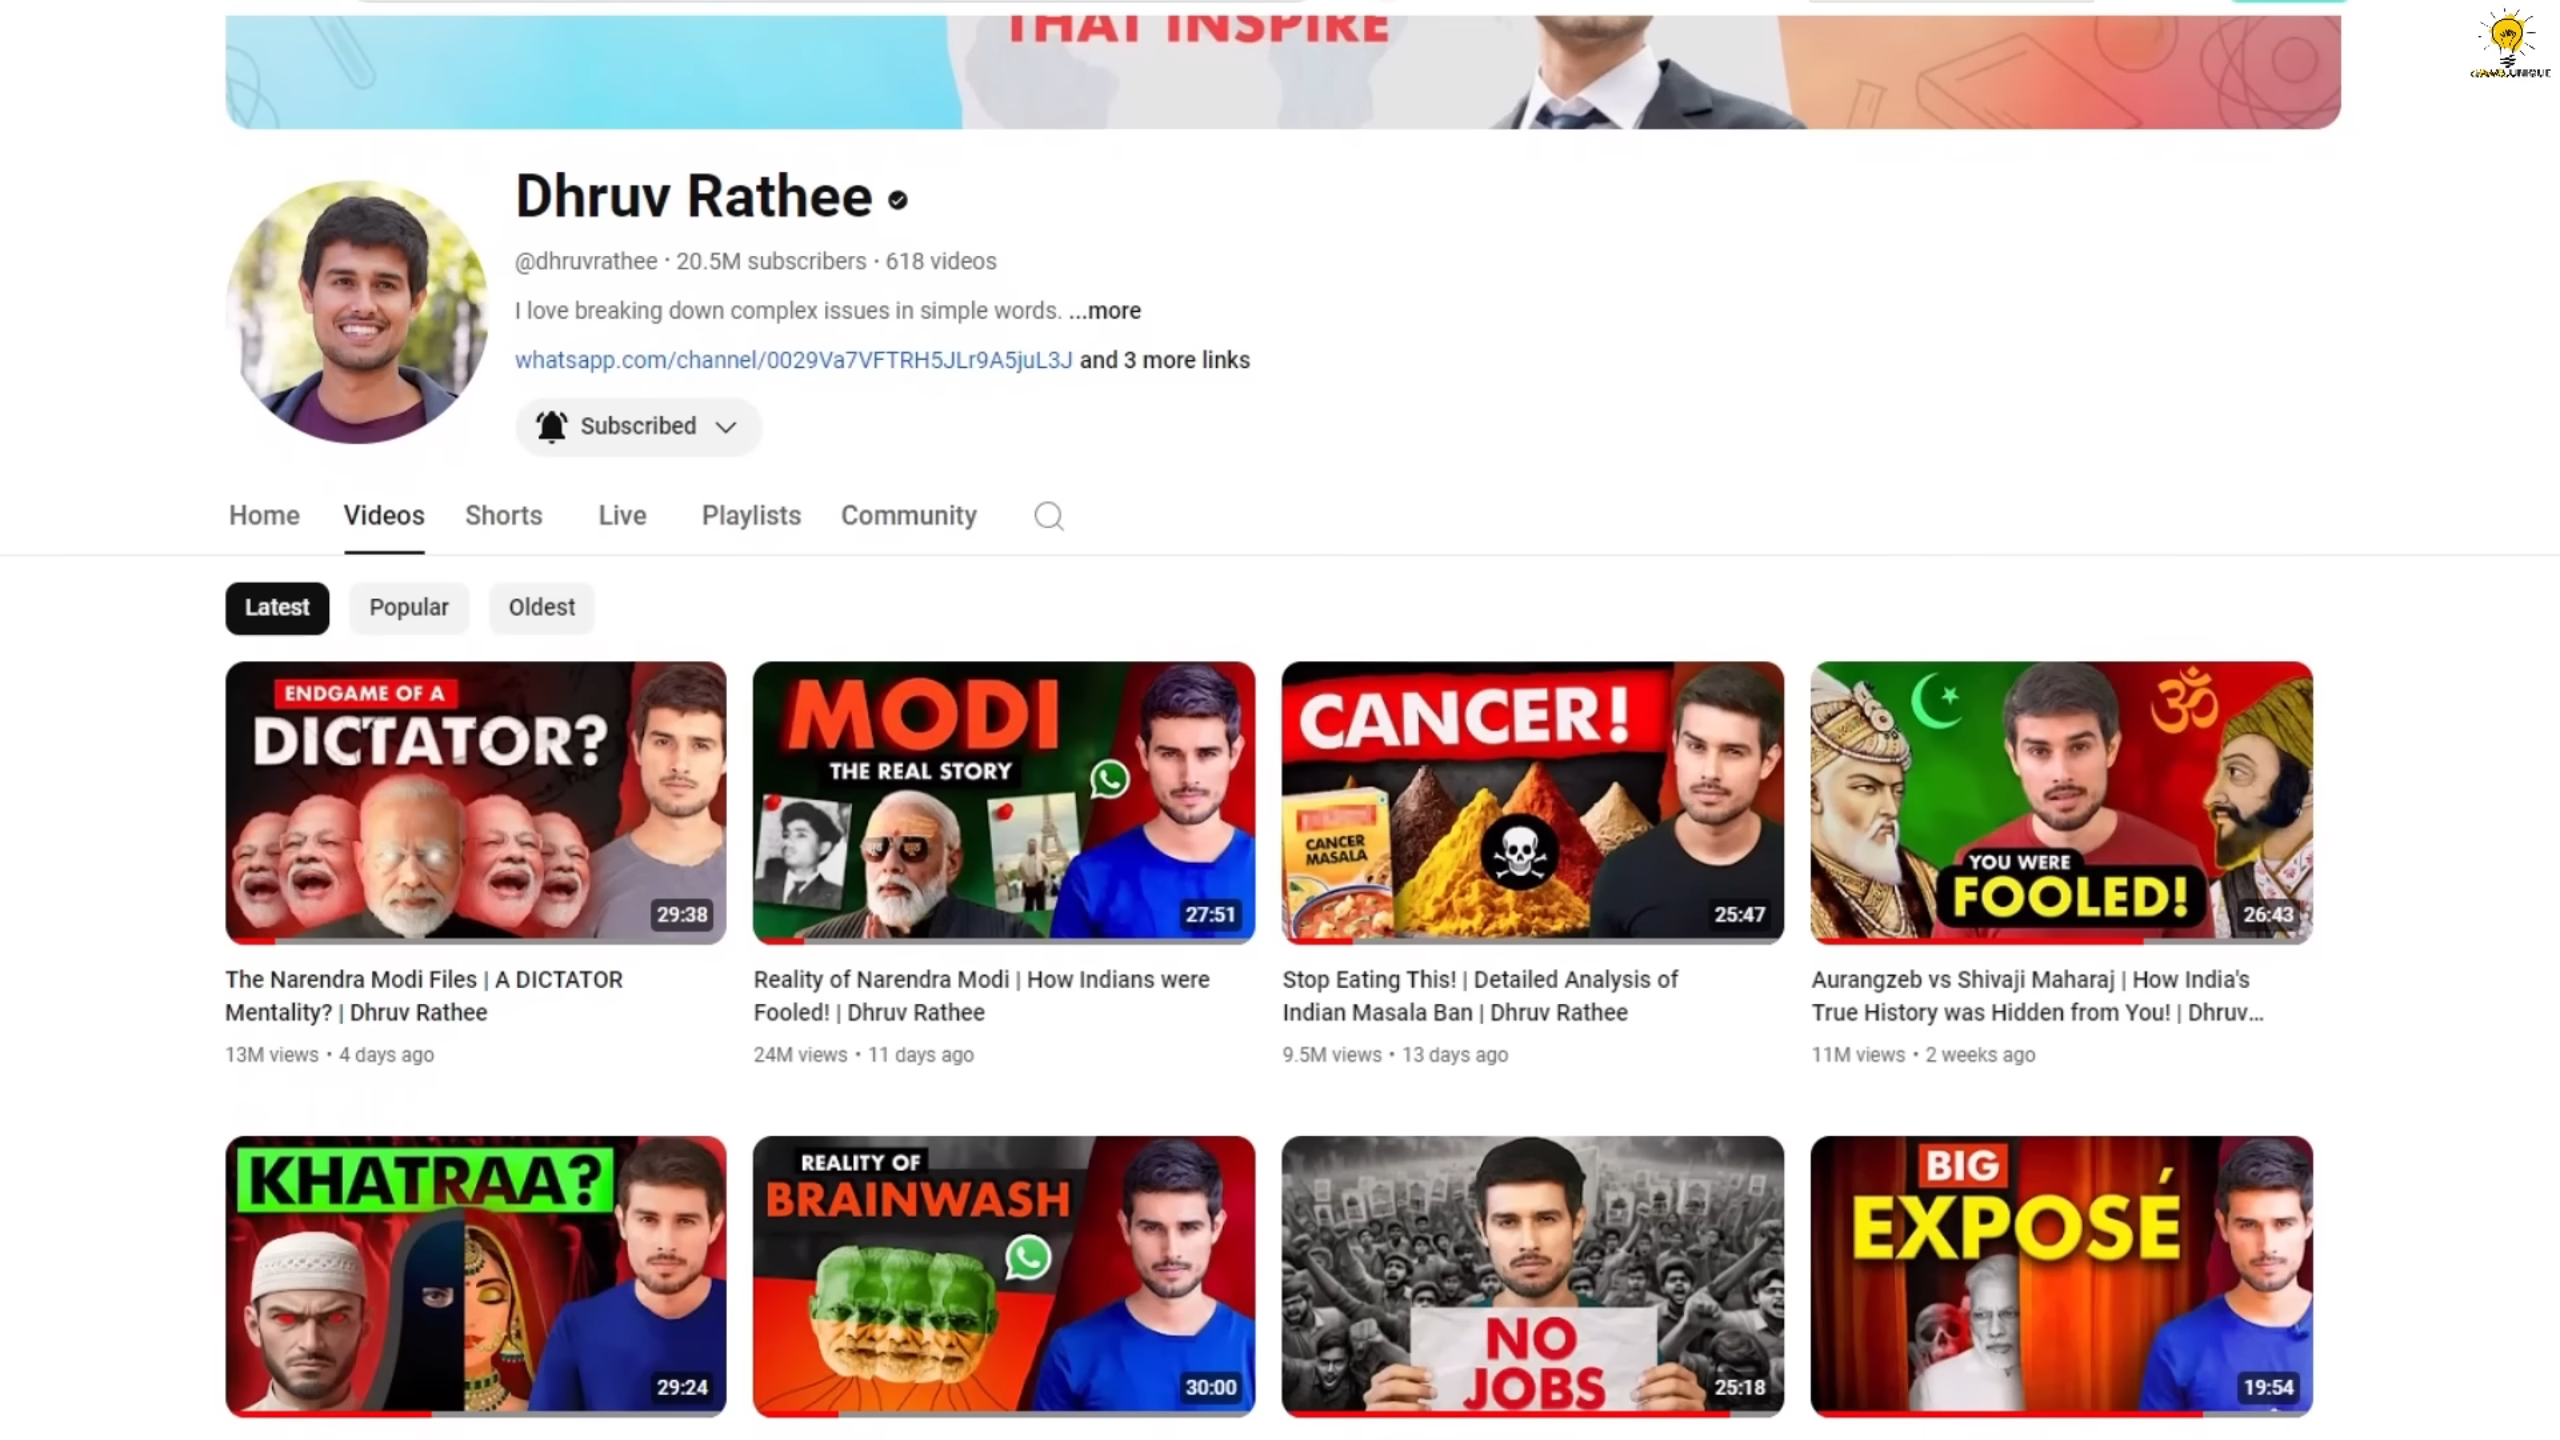 THAT INSPIRE
Dhruv Rathee
@dhruvrathee · 20.5M subscribers · 618 videos
I love breaking down complex issues in simple words. ...more
whatsapp.com/channel/0029Va7VFTRH5JLr9A5juL3J and 3 more links
Subscribed
Home Videos Shorts Live Playlists Community
Latest Popular Oldest
ENDGAME OF A
DICTATOR?
29:38
MODI
THE REAL STORY
27:51
CANCER!
CANCER
MASALA
25:47
ॐ
YOU WERE
FOOLED!
26:43
The Narendra Modi Files | A DICTATOR
Mentality? | Dhruv Rathee
13M views • 4 days ago
Reality of Narendra Modi | How Indians were
Fooled! | Dhruv Rathee
24M views • 11 days ago
Stop Eating This! | Detailed Analysis of
Indian Masala Ban | Dhruv Rathee
9.5M views • 13 days ago
Aurangzeb vs Shivaji Maharaj | How India's
True History was Hidden from You! | Dhruv...
11M views • 2 weeks ago
KHATRAA?
29:24
REALITY OF
BRAINWASH
30:00
NO
JOBS
25:18
BIG
EXPOSÉ
19:54